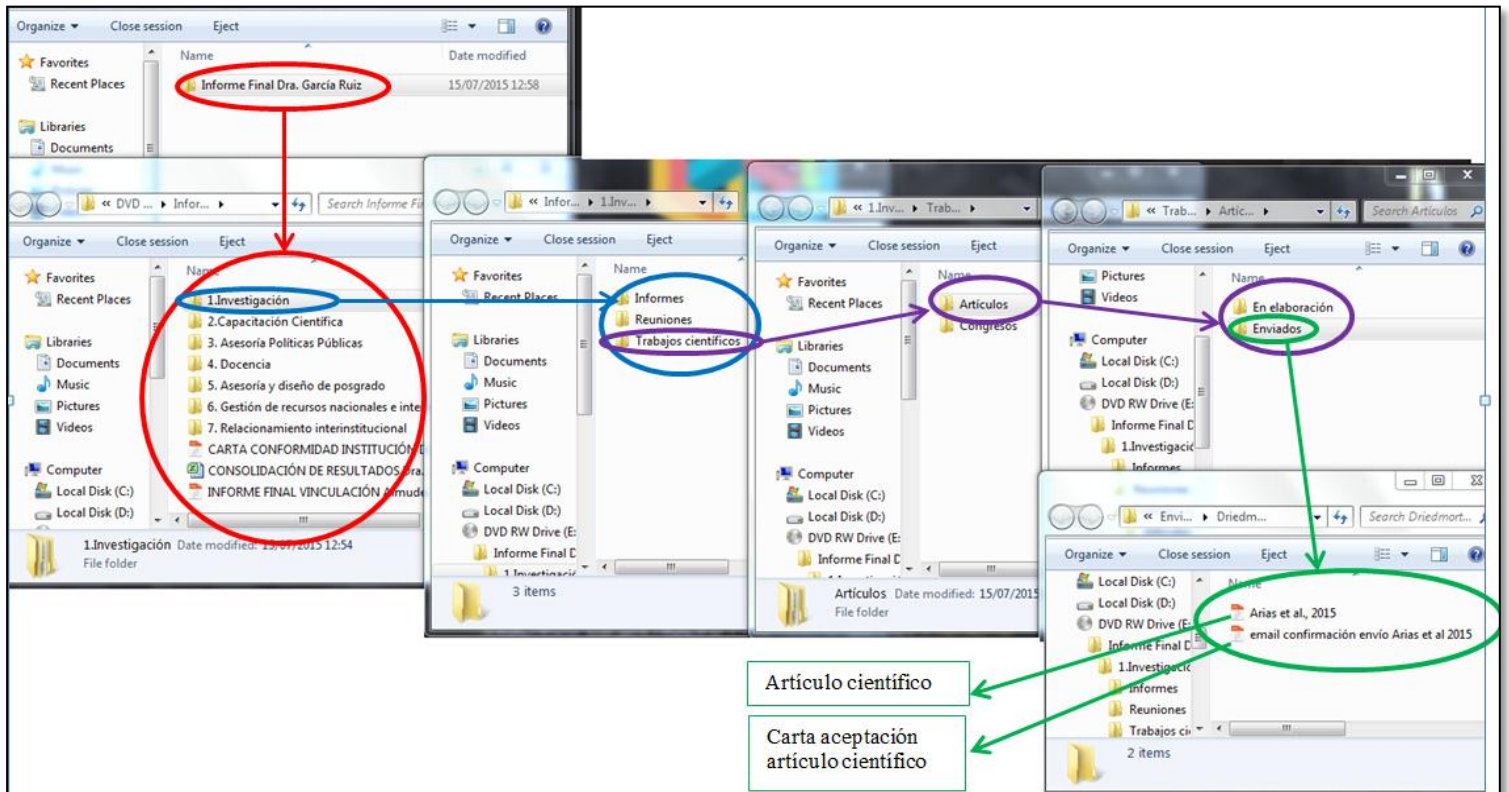 Organize Close session Eject
Name Date modified
Favorites
Recent Places
Informe Final Dra. García Ruiz 15/07/2015 12:58
Libraries
Documents
« DVD ... Infor... Search Informe Fi
Organize Close session Eject
Name
Favorites
Recent Places
Libraries
Documents
Music
Pictures
Videos
Computer
Local Disk (C:)
Local Disk (D:)
1.Investigación
2.Capacitación Científica
3. Asesoría Políticas Públicas
4. Docencia
5. Asesoría y diseño de posgrado
6. Gestión de recursos nacionales e inte
7. Relacionamiento interinstitucional
CARTA CONFORMIDAD INSTITUCIÓN D
CONSOLIDACIÓN DE RESULTADOS Dra.
INFORME FINAL VINCULACIÓN Almude
1.Investigación Date modified: 15/07/2015 12:54
File folder
« Infor... 1.Inv...
Organize Close session Eject
Name
Favorites
Recent Places
Libraries
Documents
Music
Pictures
Videos
Computer
Local Disk (C:)
Local Disk (D:)
DVD RW Drive (E:
Informe Final D
1.Investigació
Informes
Reuniones
Trabajos científicos
3 items
« 1.Inv... Trab...
Organize Close session Eject
Name
Favorites
Recent Places
Libraries
Documents
Music
Pictures
Videos
Computer
Local Disk (C:)
Local Disk (D:)
DVD RW Drive (E:
Informe Final D
Artículos
Congresos
Artículos Date modified: 15/07/2015
File folder
« Trab... Artíc... Search Artículos
Organize Close session Eject
Name
Pictures
Videos
Computer
Local Disk (C:)
Local Disk (D:)
DVD RW Drive (E:
Informe Final D
1.Investigació
Informes
En elaboración
Enviados
« Envi... Driedm... Search Driedmort...
Organize Close session Eject
Name
Local Disk (C:)
Local Disk (D:)
DVD RW Drive (E:
Informe Final D
1.Investigació
Informes
Reuniones
Trabajos cie
Arias et al., 2015
email confirmación envío Arias et al 2015
2 items
Artículo científico
Carta aceptación
artículo científico